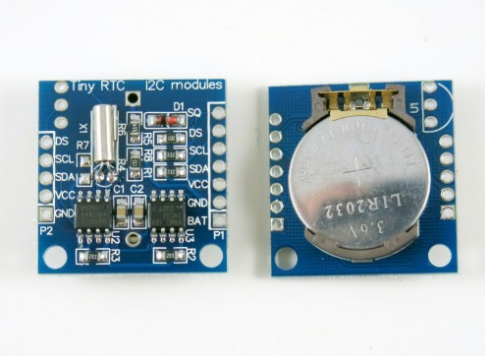 Tiny RTC I2C modules
D1
SQ
DS
SCL
SDA
VCC
GND
BAT
P1
DS
SCL
SDA
VCC
GND
P2
X1
R7
R6
R5
R4
R8
R1
C1 C2
U2
U3
R3
R2
5
LIR2032
3.6V